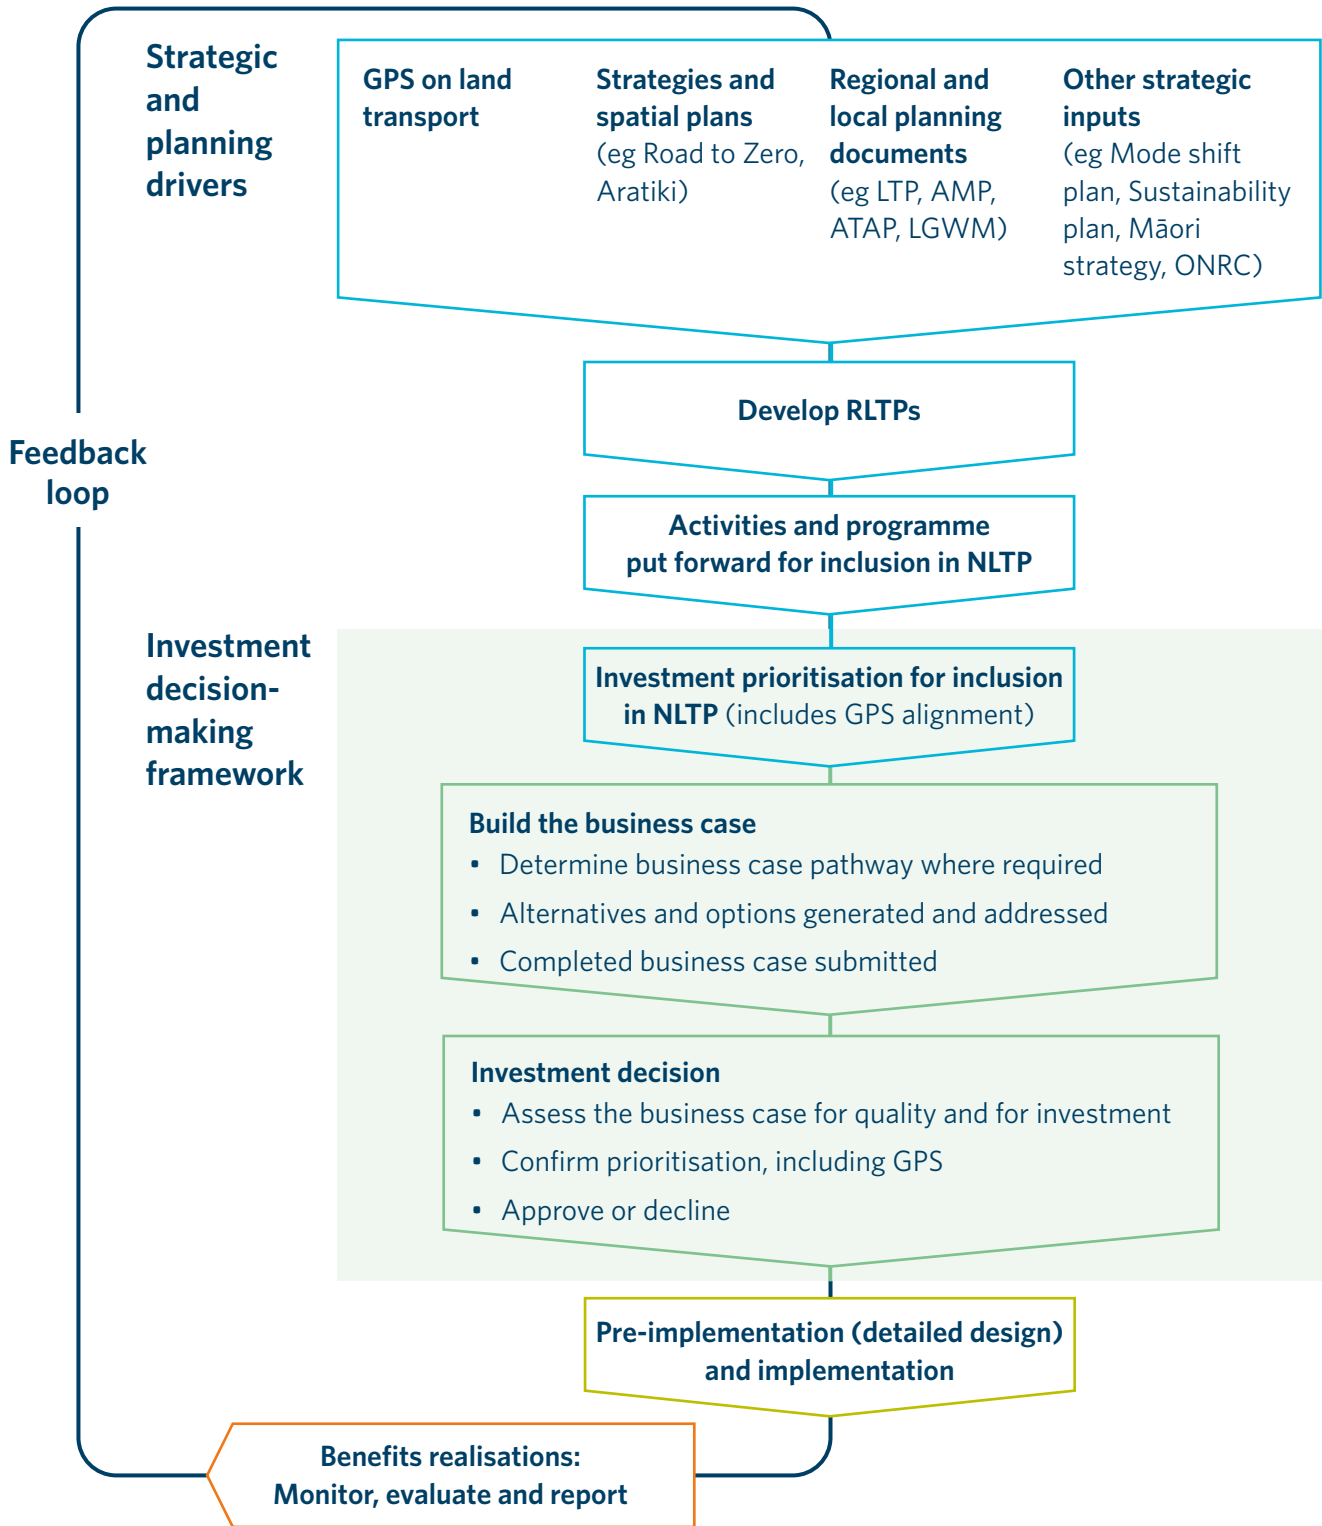 Strategic
and
planning
drivers
GPS on land
transport
Strategies and
spatial plans
(eg Road to Zero,
Aratiki)
Regional and
local planning
documents
(eg LTP, AMP,
ATAP, LGWM)
Other strategic
inputs
(eg Mode shift
plan, Sustainability
plan, Māori
strategy, ONRC)
Develop RLTPs
Feedback
loop
Activities and programme
put forward for inclusion in NLTP
Investment
decision-
making
framework
Investment prioritisation for inclusion
in NLTP (includes GPS alignment)
Build the business case
• Determine business case pathway where required
• Alternatives and options generated and addressed
• Completed business case submitted
Investment decision
• Assess the business case for quality and for investment
• Confirm prioritisation, including GPS
• Approve or decline
Pre-implementation (detailed design)
and implementation
Benefits realisations:
Monitor, evaluate and report